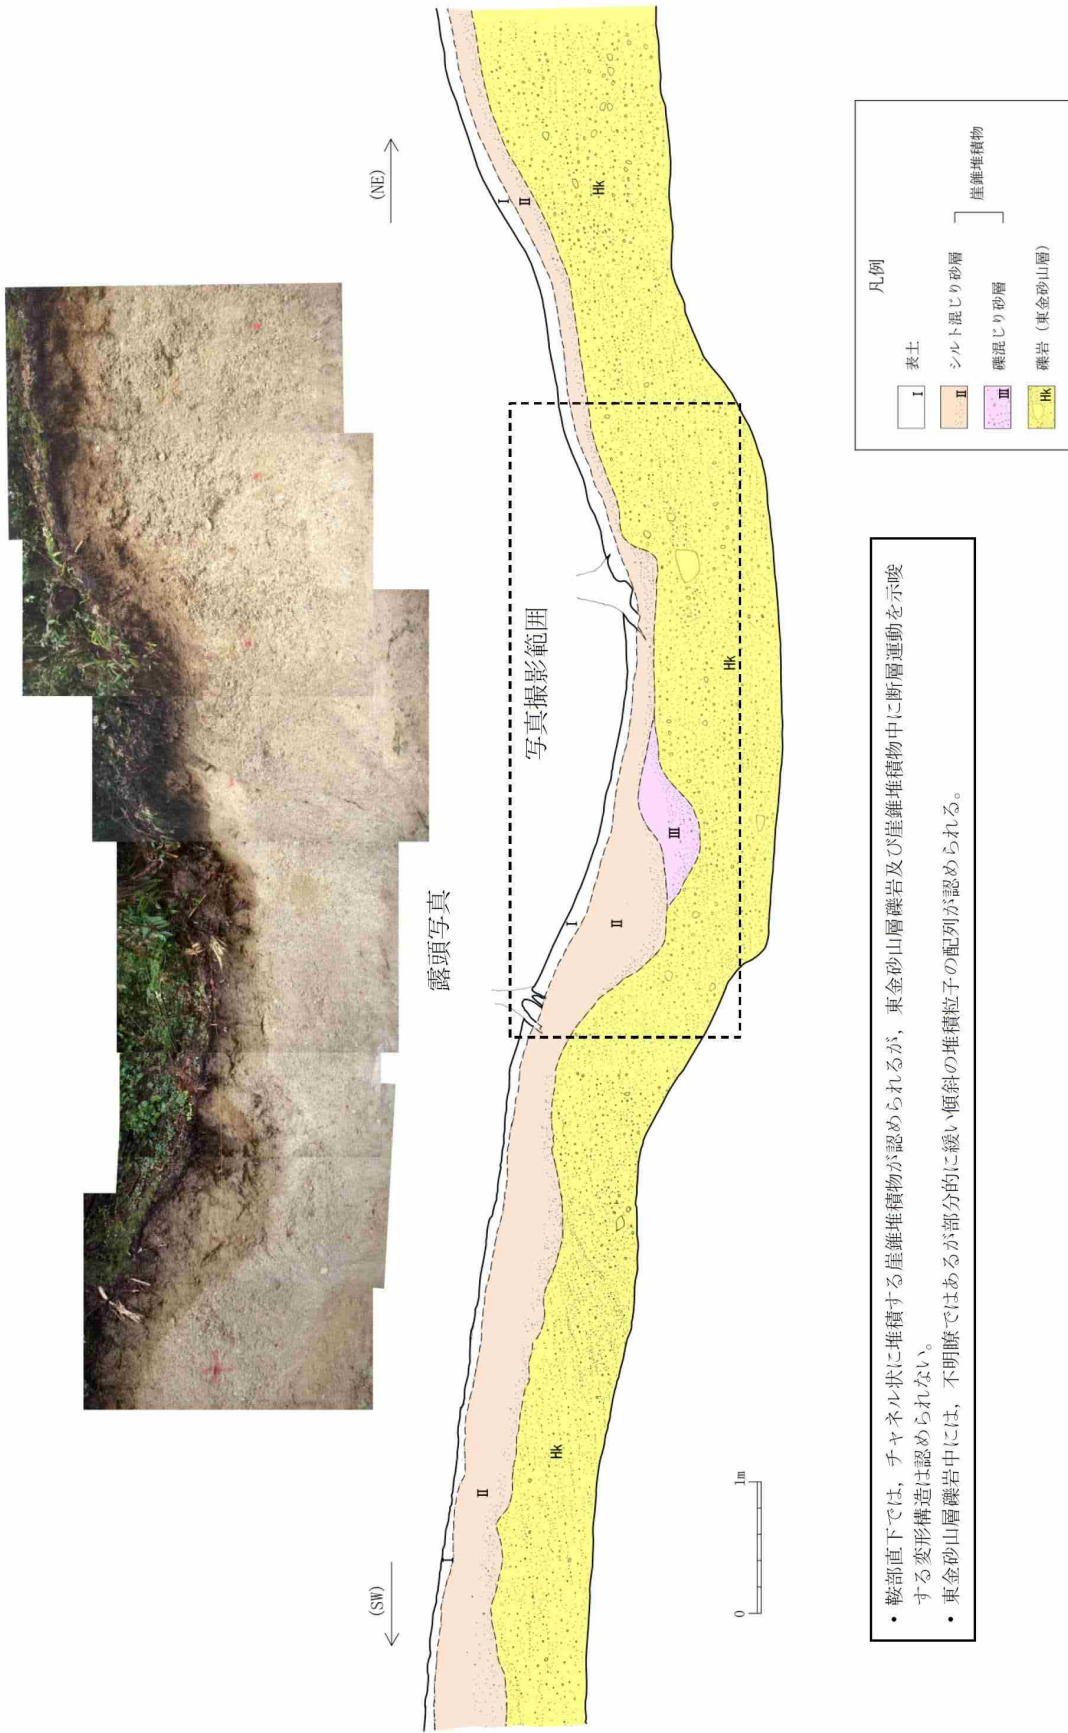 露頭写真
(SW)
(NE)
写真撮影範囲
I
II
Hk
I
II
III
Hk
I
II
Hk
0
1m
凡例
I 表土
II シルト混じり砂層
III 礫混じり砂層
崖錐堆積物
Hk 礫岩(東金砂山層)
・ 鞍部直下では,チャネル状に堆積する崖錐堆積物が認められるが,東金砂山層礫岩及び崖錐堆積物中に断層運動を示唆
する変形構造は認められない。
・ 東金砂山層礫岩中には,不明瞭ではあるが部分的に緩い傾斜の堆積粒子の配列が認められる。